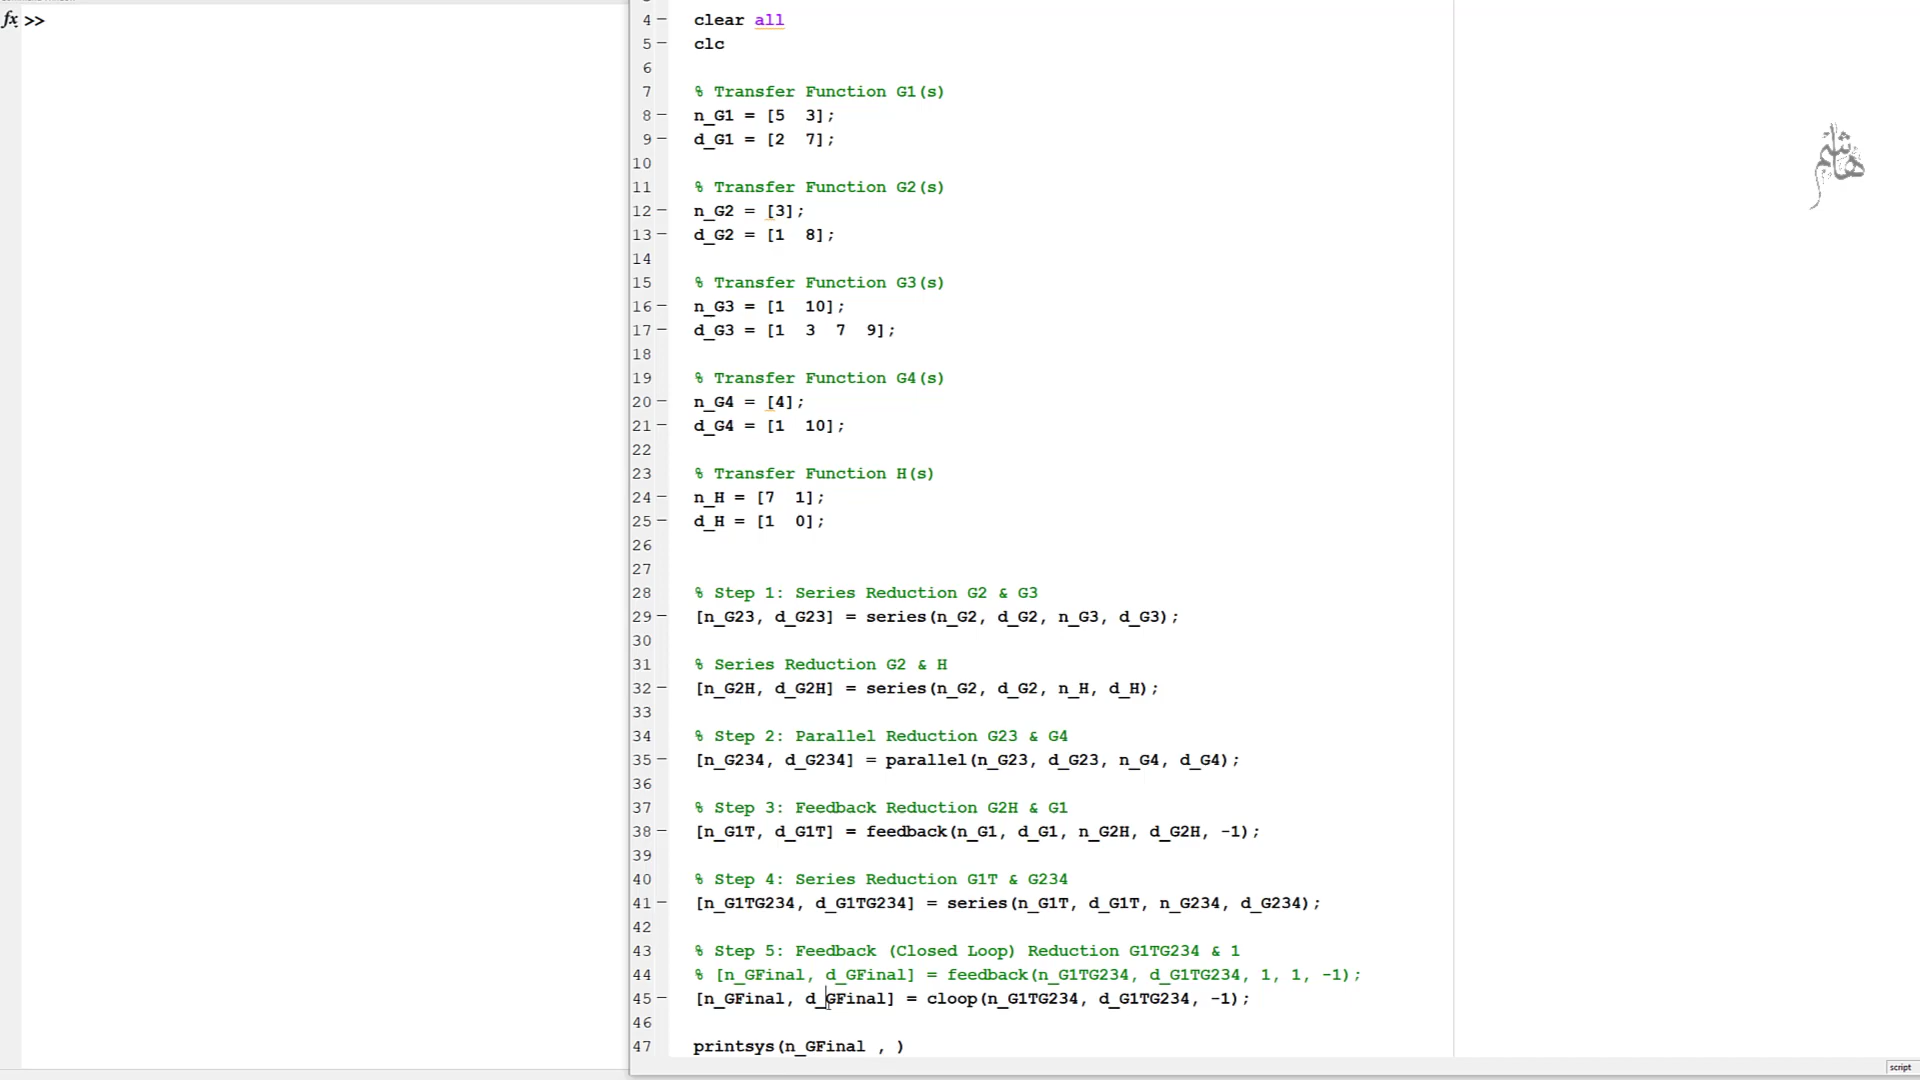 fx >>
4 clear all
5 clc
6
7 % Transfer Function G1(s)
8 n_G1 = [5 3];
9 d_G1 = [2 7];
10
11 % Transfer Function G2(s)
12 n_G2 = [3];
13 d_G2 = [1 8];
14
15 % Transfer Function G3(s)
16 n_G3 = [1 10];
17 d_G3 = [1 3 7 9];
18
19 % Transfer Function G4(s)
20 n_G4 = [4];
21 d_G4 = [1 10];
22
23 % Transfer Function H(s)
24 n_H = [7 1];
25 d_H = [1 0];
26
27
28 % Step 1: Series Reduction G2 & G3
29 [n_G23, d_G23] = series(n_G2, d_G2, n_G3, d_G3);
30
31 % Series Reduction G2 & H
32 [n_G2H, d_G2H] = series(n_G2, d_G2, n_H, d_H);
33
34 % Step 2: Parallel Reduction G23 & G4
35 [n_G234, d_G234] = parallel(n_G23, d_G23, n_G4, d_G4);
36
37 % Step 3: Feedback Reduction G2H & G1
38 [n_G1T, d_G1T] = feedback(n_G1, d_G1, n_G2H, d_G2H, -1);
39
40 % Step 4: Series Reduction G1T & G234
41 [n_G1TG234, d_G1TG234] = series(n_G1T, d_G1T, n_G234, d_G234);
42
43 % Step 5: Feedback (Closed Loop) Reduction G1TG234 & 1
44 % [n_GFinal, d_GFinal] = feedback(n_G1TG234, d_G1TG234, 1, 1, -1);
45 [n_GFinal, d_GFinal] = cloop(n_G1TG234, d_G1TG234, -1);
46
47 printsys(n_GFinal , )
هاشم
script